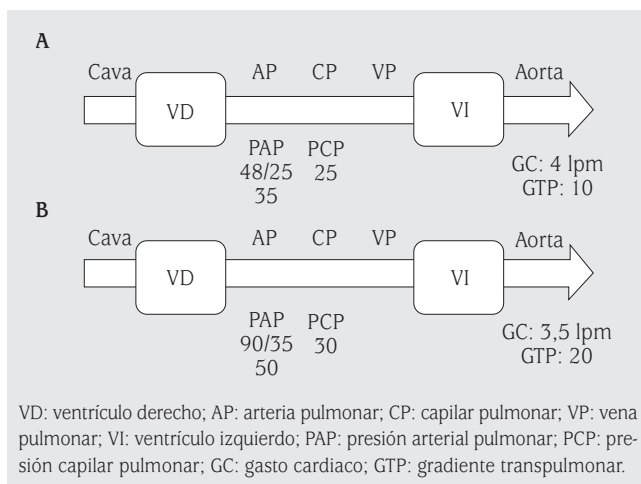 A
Cava AP CP VP Aorta
VD VI
PAP PCP
48/25 25
35
GC: 4 lpm
GTP: 10
B
Cava AP CP VP Aorta
VD VI
PAP PCP
90/35 30
50
GC: 3,5 lpm
GTP: 20
VD: ventrículo derecho; AP: arteria pulmonar; CP: capilar pulmonar; VP: vena
pulmonar; VI: ventrículo izquierdo; PAP: presión arterial pulmonar; PCP: pre-
sión capilar pulmonar; GC: gasto cardiaco; GTP: gradiente transpulmonar.